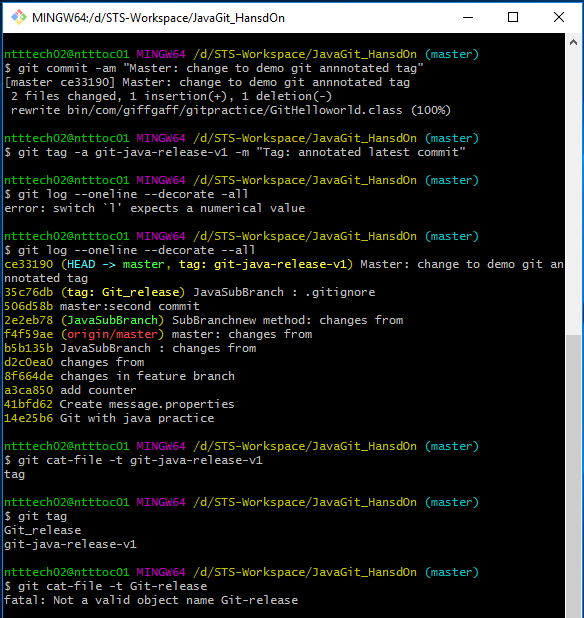 MINGW64:/d/STS-Workspace/JavaGit_HansdOn
ntttech02@ntttoc01 MINGW64 /d/STS-Workspace/JavaGit_HansdOn (master)
$ git commit -am "Master: change to demo git annnotated tag"
[master ce33190] Master: change to demo git annnotated tag
 2 files changed, 1 insertion(+), 1 deletion(-)
 rewrite bin/com/giffgaff/gitpractice/GitHelloworld.class (100%)
ntttech02@ntttoc01 MINGW64 /d/STS-Workspace/JavaGit_HansdOn (master)
$ git tag -a git-java-release-v1 -m "Tag: annotated latest commit"
ntttech02@ntttoc01 MINGW64 /d/STS-Workspace/JavaGit_HansdOn (master)
$ git log --oneline --decorate -all
error: switch `l' expects a numerical value
ntttech02@ntttoc01 MINGW64 /d/STS-Workspace/JavaGit_HansdOn (master)
$ git log --oneline --decorate --all
ce33190 (HEAD -> master, tag: git-java-release-v1) Master: change to demo git an
nnotated tag
35c76db (tag: Git_release) JavaSubBranch : .gitignore
506d58b master:second commit
2e2eb78 (JavaSubBranch) SubBranchnew method: changes from
f4f59ae (origin/master) master: changes from
b5b135b JavaSubBranch : changes from
d2c0ea0 changes from
8f664de changes in feature branch
a3ca850 add counter
41bfd62 Create message.properties
14e25b6 Git with java practice
ntttech02@ntttoc01 MINGW64 /d/STS-Workspace/JavaGit_HansdOn (master)
$ git cat-file -t git-java-release-v1
tag
ntttech02@ntttoc01 MINGW64 /d/STS-Workspace/JavaGit_HansdOn (master)
$ git tag
Git_release
git-java-release-v1
ntttech02@ntttoc01 MINGW64 /d/STS-Workspace/JavaGit_HansdOn (master)
$ git cat-file -t Git-release
fatal: Not a valid object name Git-release